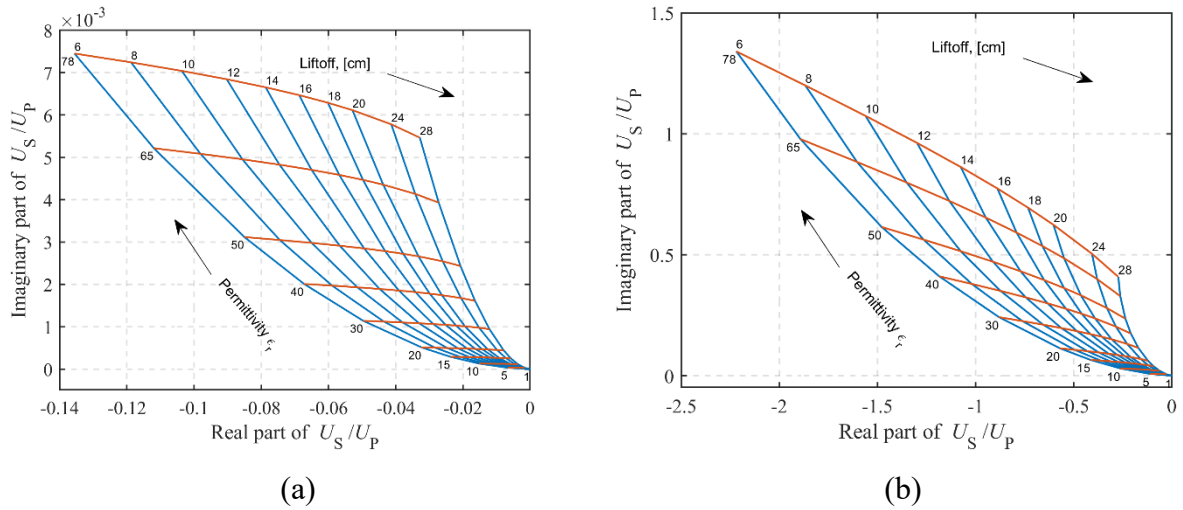 ×10⁻³
8
7
6
5
4
3
2
1
0
-0.14 -0.12 -0.1 -0.08 -0.06 -0.04 -0.02 0
Imaginary part of U_S/U_P
Real part of U_S/U_P
Liftoff, [cm]
Permittivity ϵ_r
6 8 10 12 14 16 18 20 24 28
78
65
50
40
30
20
15
10
5
1
(a)
1.5
1
0.5
0
-2.5 -2 -1.5 -1 -0.5 0
Imaginary part of U_S/U_P
Real part of U_S/U_P
Liftoff, [cm]
Permittivity ϵ_r
6 8 10 12 14 16 18 20 24 28
78
65
50
40
30
20
15
10
5
1
(b)